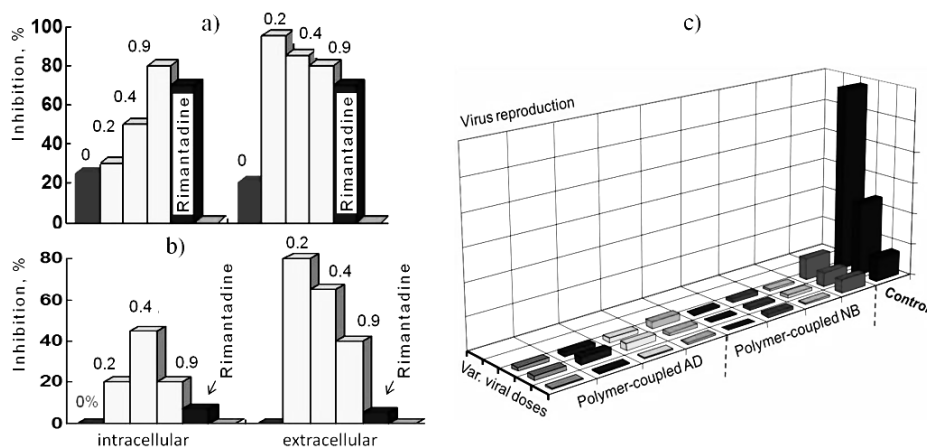 a)
Inhibition, %
100
80
60
40
20
0
0
0.2
0.4
0.9
Rimantadine
0
0.2
0.4
0.9
Rimantadine
b)
Inhibition, %
80
60
40
20
0
0%
0.2
0.4
0.9
Rimantadine
0.2
0.4
0.9
Rimantadine
intracellular
extracellular
c)
Virus reproduction
Var. viral doses
Polymer-coupled AD
Polymer-coupled NB
Control